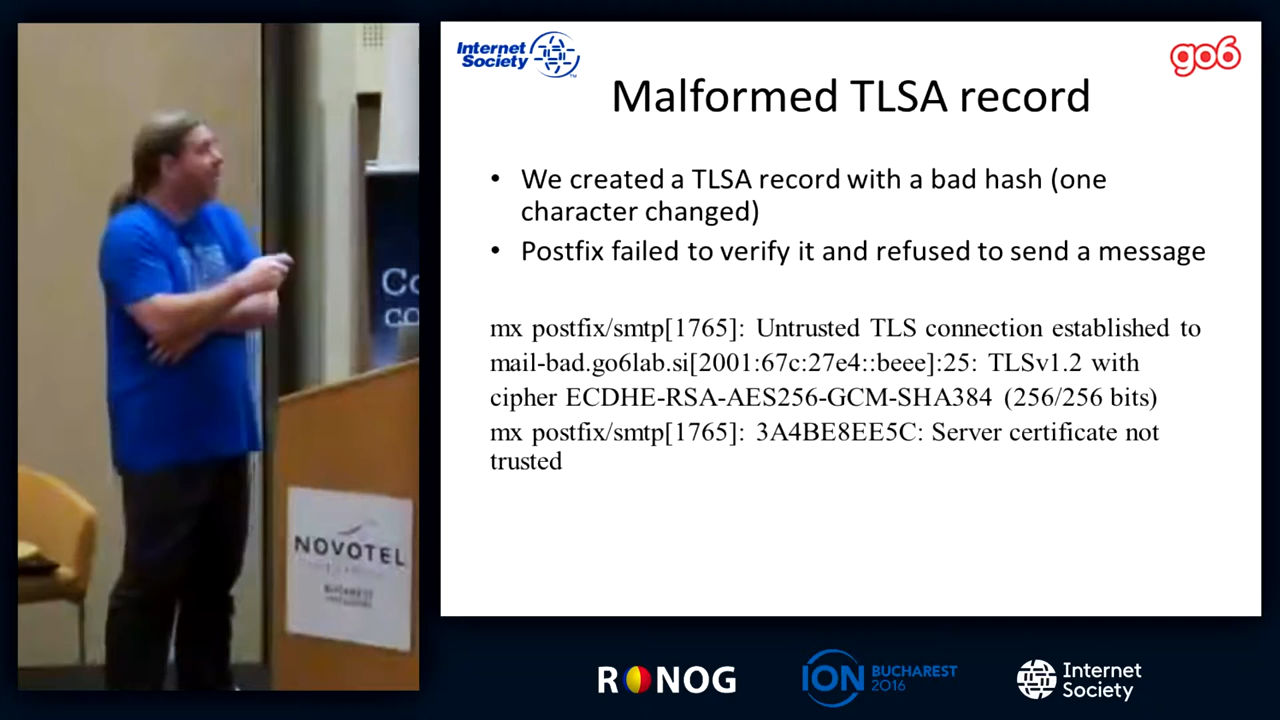 Internet
Society
go6
Malformed TLSA record
• We created a TLSA record with a bad hash (one
character changed)
• Postfix failed to verify it and refused to send a message
mx postfix/smtp[1765]: Untrusted TLS connection established to
mail-bad.go6lab.si[2001:67c:27e4::beee]:25: TLSv1.2 with
cipher ECDHE-RSA-AES256-GCM-SHA384 (256/256 bits)
mx postfix/smtp[1765]: 3A4BE8EE5C: Server certificate not
trusted
Co
co
NOVOTEL
BUCHAREST
RONOG
ION BUCHAREST
2016
Internet
Society